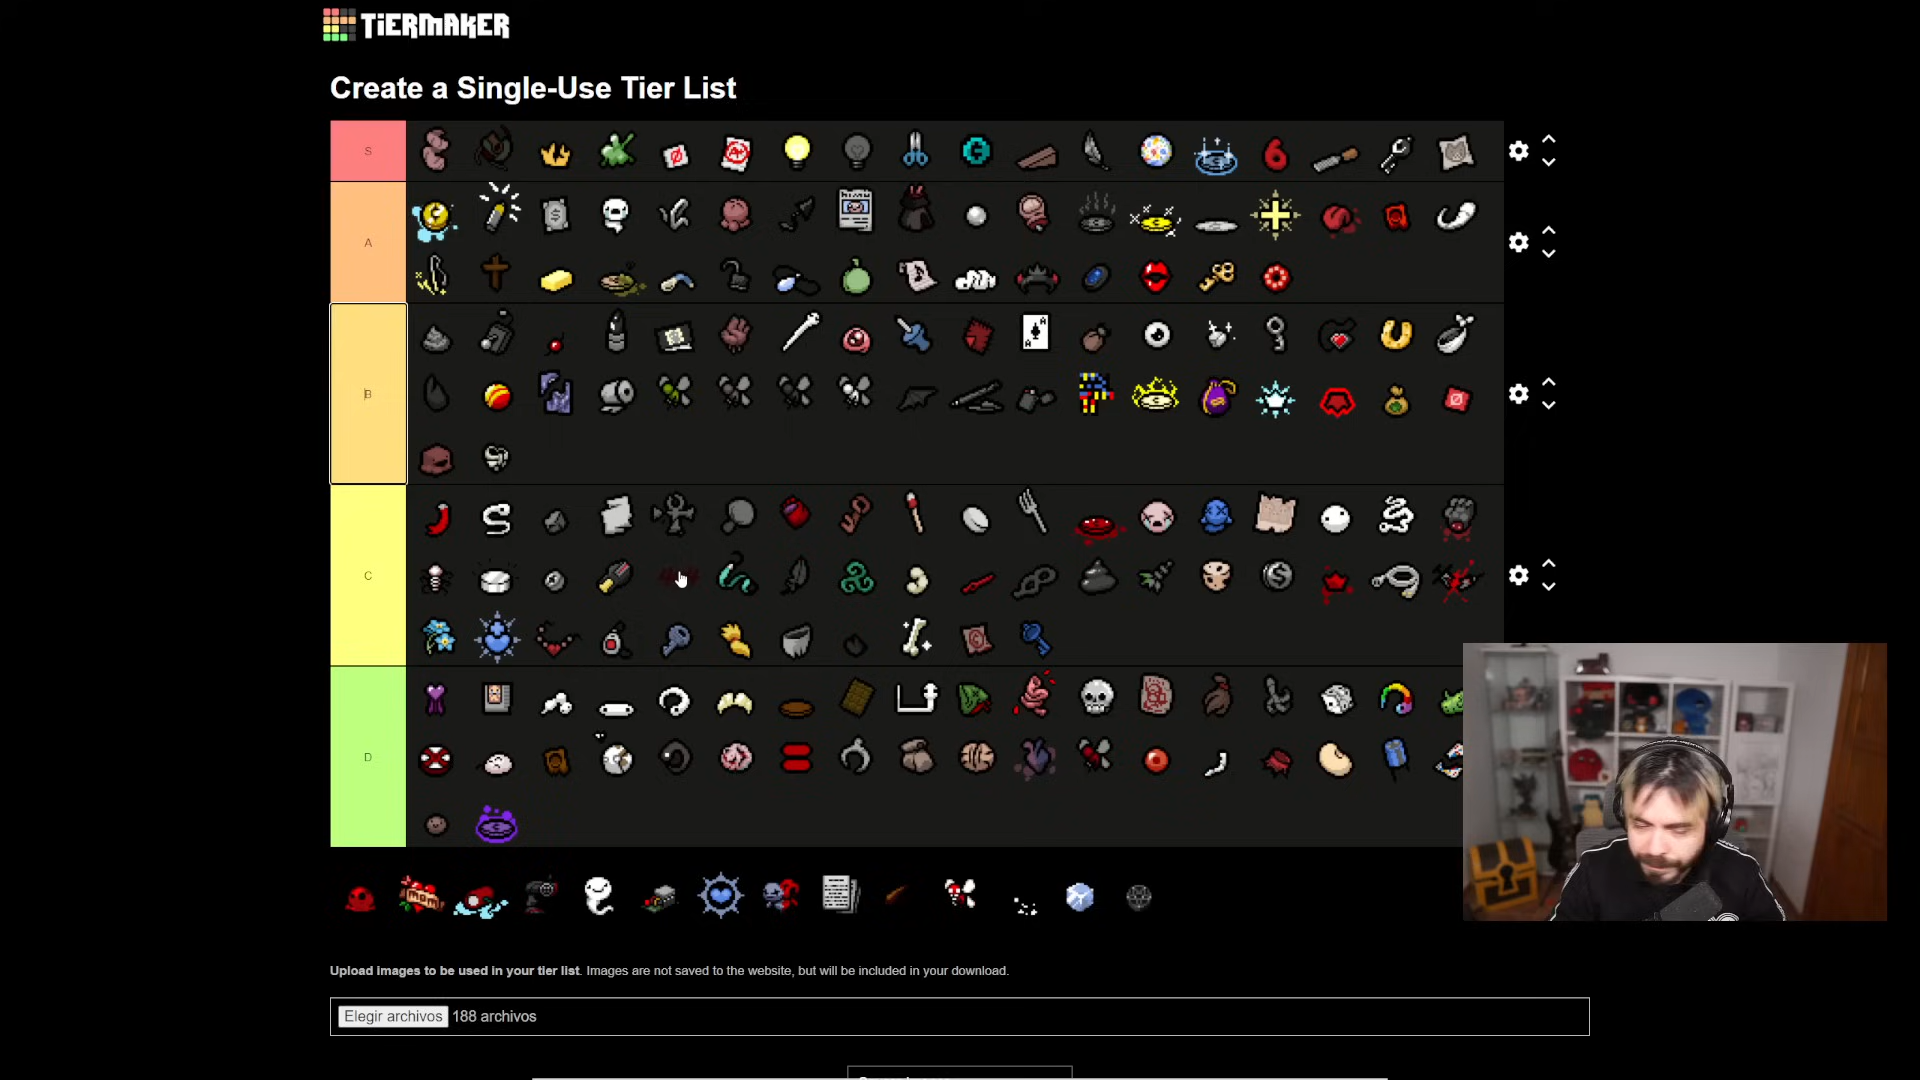 TiERMAKER
Create a Single-Use Tier List
S
A
B
C
D
Upload images to be used in your tier list. Images are not saved to the website, but will be included in your download.
Elegir archivos 188 archivos